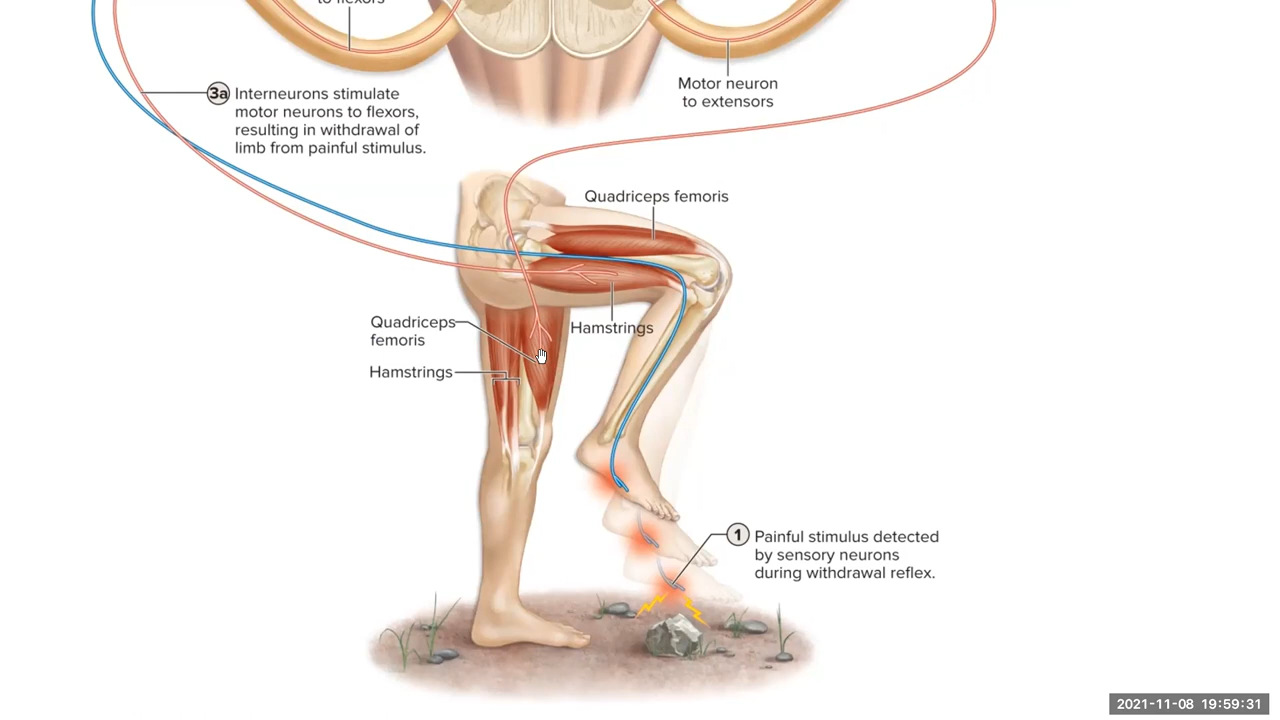 to flexors
3a Interneurons stimulate
motor neurons to flexors,
resulting in withdrawal of
limb from painful stimulus.
Motor neuron
to extensors
Quadriceps femoris
Hamstrings
Quadriceps
femoris
Hamstrings
1 Painful stimulus detected
by sensory neurons
during withdrawal reflex.
2021-11-08 19:59:31